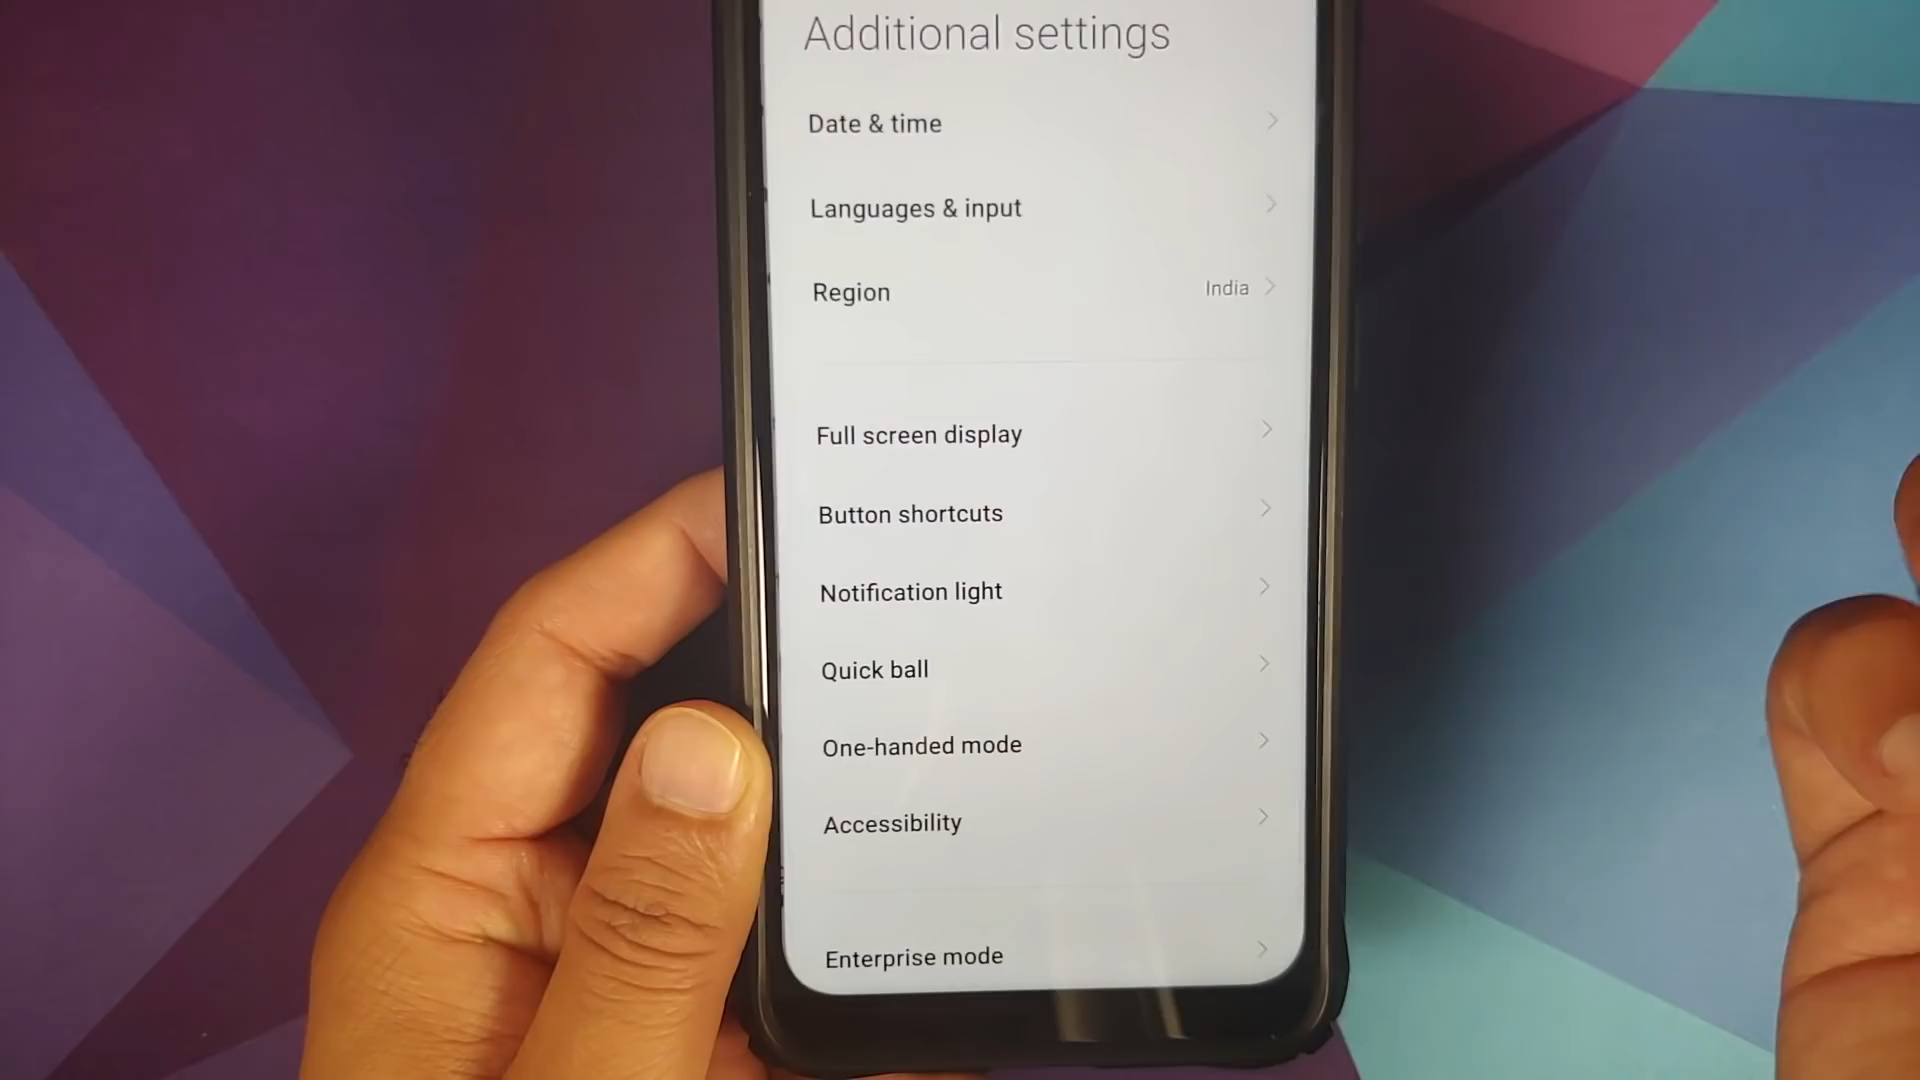 Additional settings
Date & time
Languages & input
Region India
Full screen display
Button shortcuts
Notification light
Quick ball
One-handed mode
Accessibility
Enterprise mode